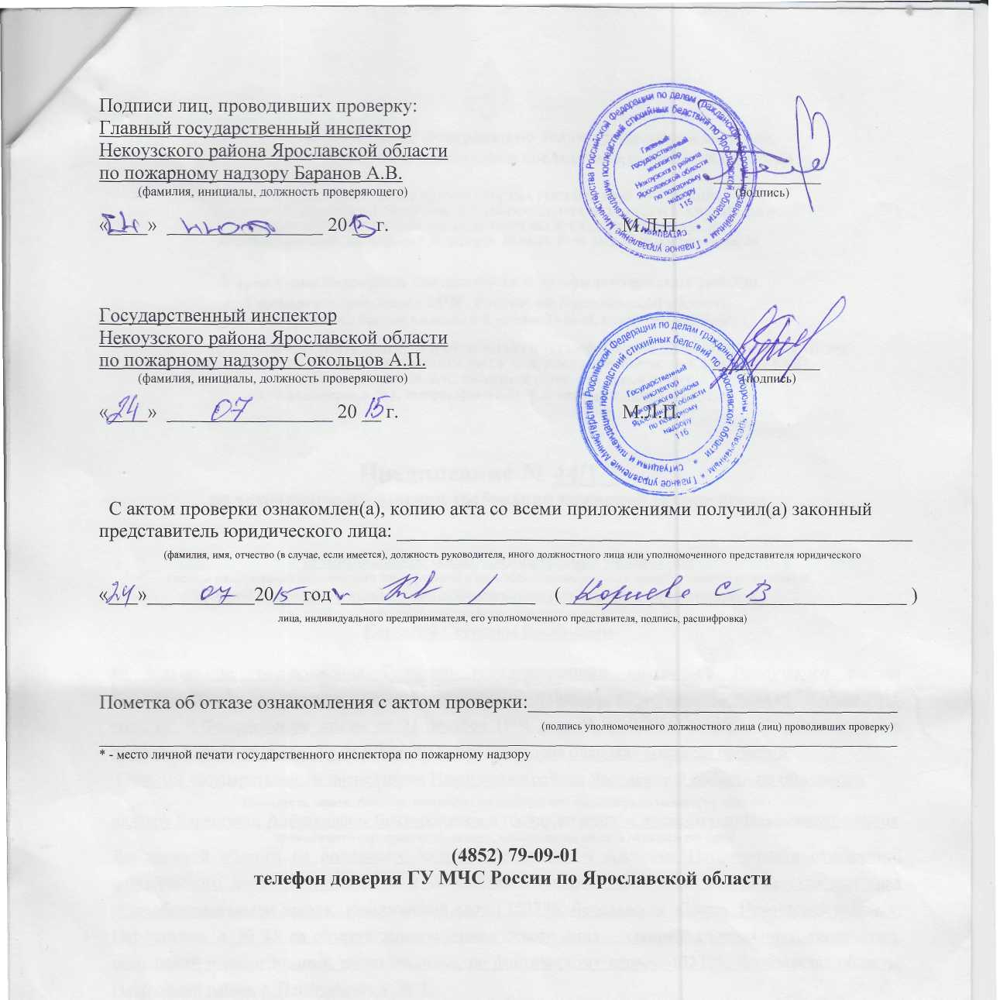 Подписи лиц, проводивших проверку:
Главный государственный инспектор
Некоузского района Ярославской области
по пожарному надзору Баранов А.В.
(фамилия, инициалы, должность проверяющего)
(подпись)
«24» июля 2015 г.
М.Л.П.
Главное управление Министерства Российской Федерации по делам гражданской обороны, чрезвычайным
ситуациям и ликвидации последствий стихийных бедствий по Ярославской области
Главный
государственный
инспектор
Некоузского района
Ярославской области
по пожарному
надзору
115
Государственный инспектор
Некоузского района Ярославской области
по пожарному надзору Сокольцов А.П.
(фамилия, инициалы, должность проверяющего)
(подпись)
«24» 07 2015 г.
М.Л.П.
Главное управление Министерства Российской Федерации по делам гражданской обороны, чрезвычайным
ситуациям и ликвидации последствий стихийных бедствий по Ярославской области
Государственный
инспектор
Некоузского района
Ярославской области
по пожарному
надзору
116
С актом проверки ознакомлен(а), копию акта со всеми приложениями получил(а) законный
представитель юридического лица:
(фамилия, имя, отчество (в случае, если имеется), должность руководителя, иного должностного лица или уполномоченного представителя юридического
«24» 07 2015 год ( С В )
лица, индивидуального предпринимателя, его уполномоченного представителя, подпись, расшифровка)
Пометка об отказе ознакомления с актом проверки:
(подпись уполномоченного должностного лица (лиц) проводивших проверку)
* - место личной печати государственного инспектора по пожарному надзору
(4852) 79-09-01
телефон доверия ГУ МЧС России по Ярославской области